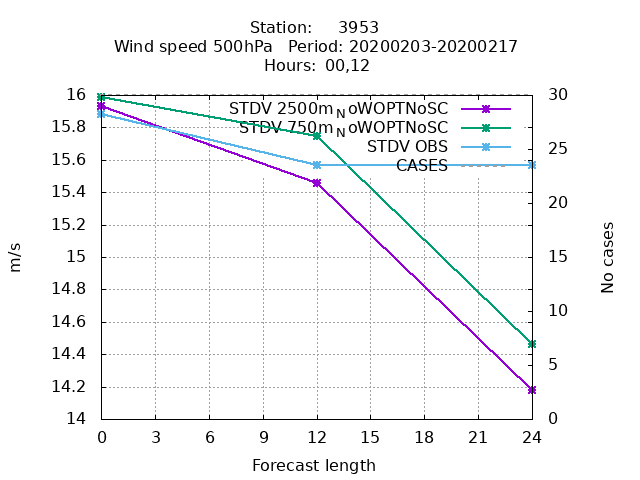 Station: 3953
Wind speed 500hPa Period: 20200203-20200217
Hours: 00,12
16
15.8
15.6
15.4
15.2
15
14.8
14.6
14.4
14.2
14
m/s
STDV 2500mNoWOPTNoSC
STDV 750mNoWOPTNoSC
STDV OBS
CASES
30
25
20
15
10
5
0
No cases
0 3 6 9 12 15 18 21 24
Forecast length